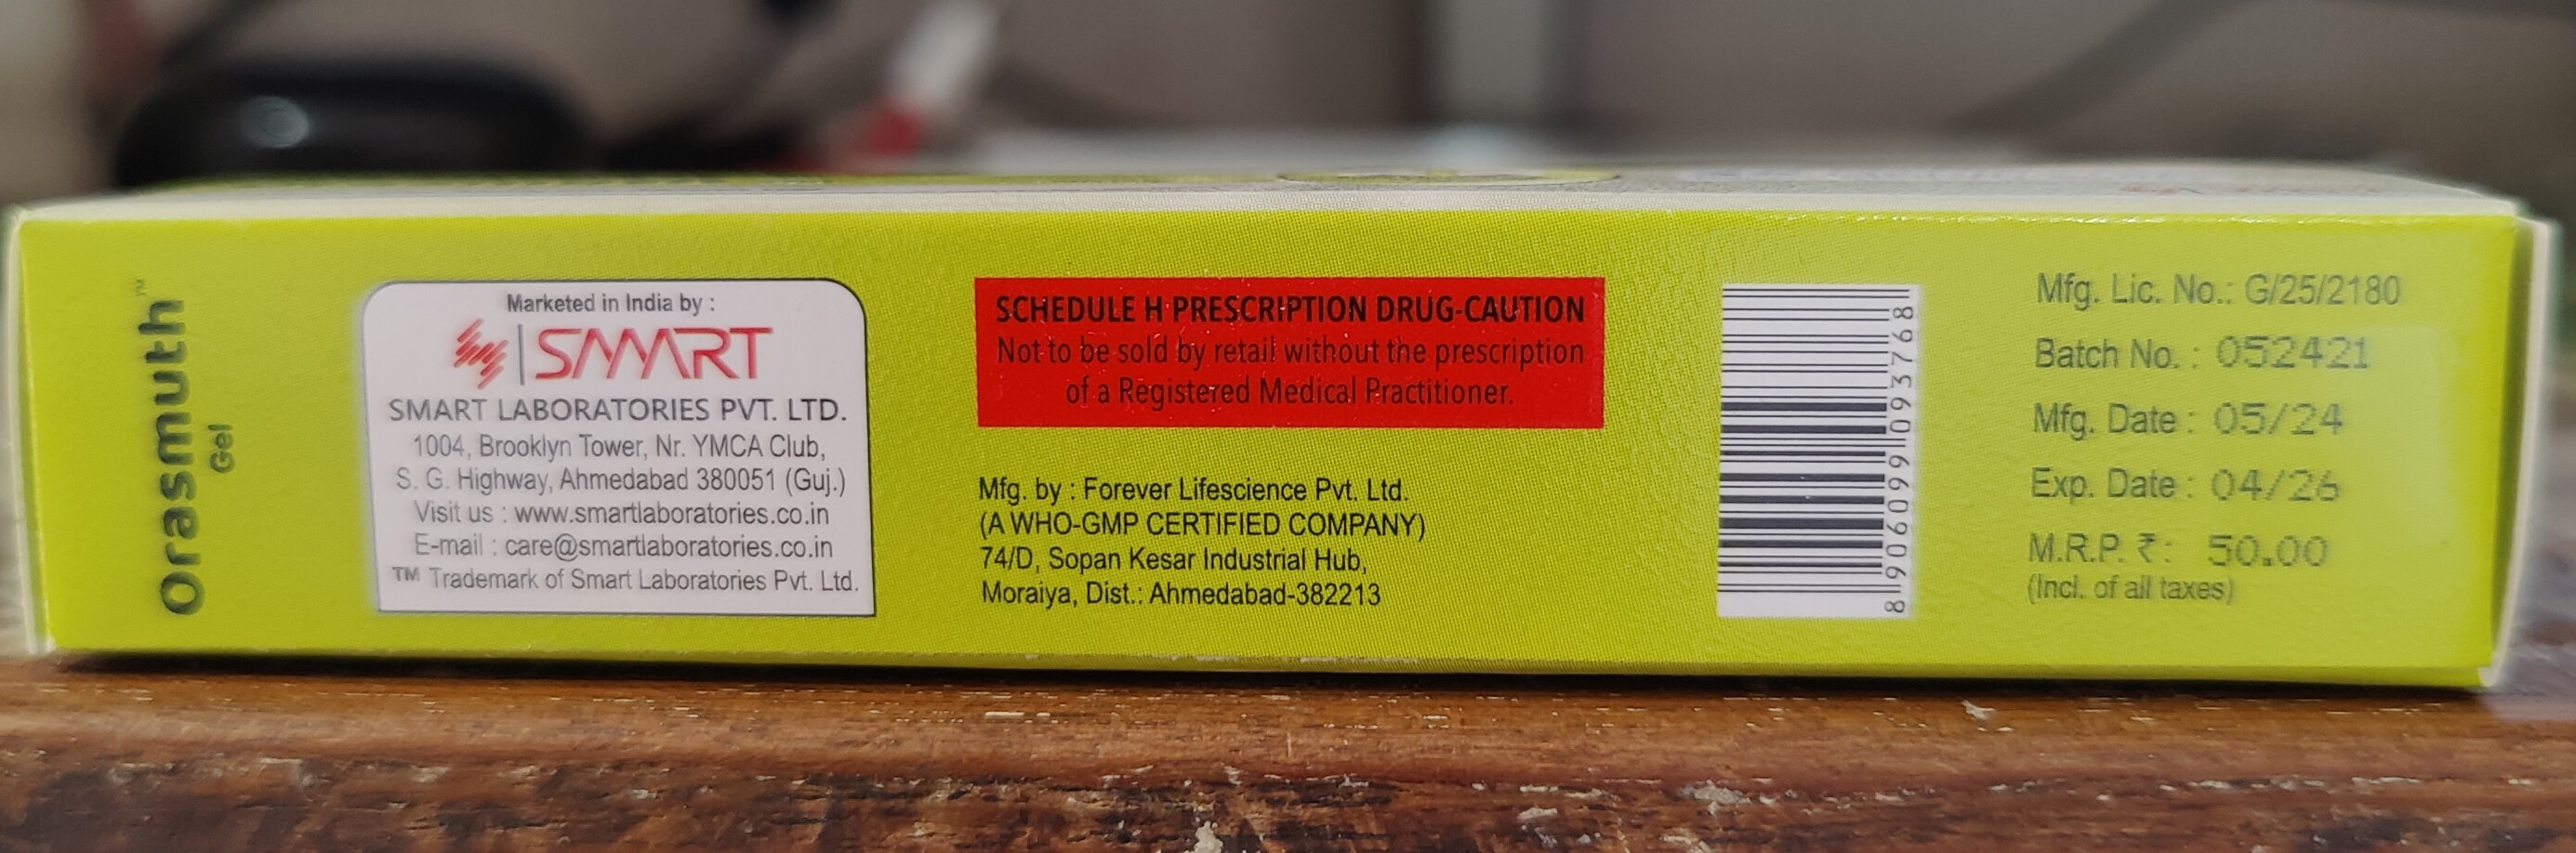 Orasmuth™
Gel
Marketed in India by :
SMART
SMART LABORATORIES PVT. LTD.
1004, Brooklyn Tower, Nr. YMCA Club,
S. G. Highway, Ahmedabad 380051 (Guj.)
Visit us : www.smartlaboratories.co.in
E-mail : care@smartlaboratories.co.in
™ Trademark of Smart Laboratories Pvt. Ltd.
SCHEDULE H PRESCRIPTION DRUG-CAUTION
Not to be sold by retail without the prescription
of a Registered Medical Practitioner.
Mfg. by : Forever Lifescience Pvt. Ltd.
(A WHO-GMP CERTIFIED COMPANY)
74/D, Sopan Kesar Industrial Hub,
Moraiya, Dist.: Ahmedabad-382213
8 906099 093768
Mfg. Lic. No.: G/25/2180
Batch No. : 052421
Mfg. Date : 05/24
Exp. Date : 04/26
M.R.P. ₹ : 50.00
(Incl. of all taxes)